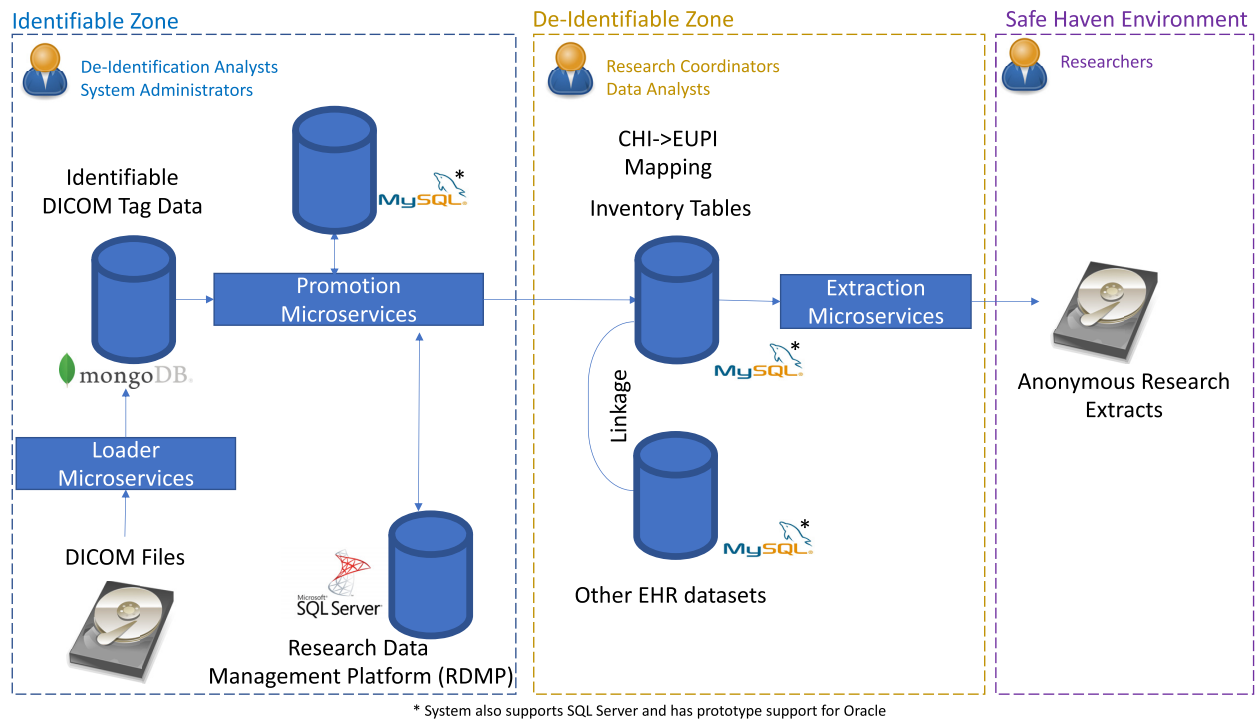 Identifiable Zone
De-Identification Analysts
System Administrators
Identifiable
DICOM Tag Data
MySQL®
*
Promotion
Microservices
mongoDB®
Loader
Microservices
DICOM Files
Microsoft®
SQL Server®
Research Data
Management Platform (RDMP)
De-Identifiable Zone
Research Coordinators
Data Analysts
CHI->EUPI
Mapping
Inventory Tables
MySQL®
*
Extraction
Microservices
Linkage
MySQL®
*
Other EHR datasets
Safe Haven Environment
Researchers
Anonymous Research
Extracts
* System also supports SQL Server and has prototype support for Oracle